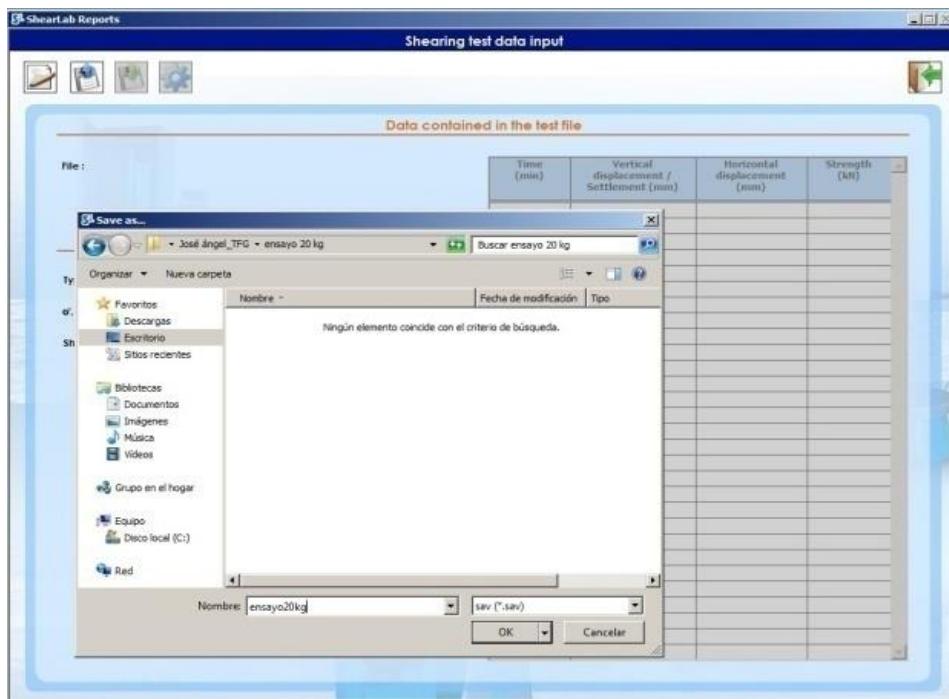 ShearLab Reports
Shearing test data input
Data contained in the test file
File :
Time (min)
Vertical displacement / Settlement (mm)
Horizontal displacement (mm)
Strength (kN)
Save as...
José ángel_TFG
ensayo 20 kg
Buscar ensayo 20 kg
Organizar
Nueva carpeta
Ty
σ'.
Sh
Favoritos
Descargas
Escritorio
Sitios recientes
Bibliotecas
Documentos
Imágenes
Música
Vídeos
Grupo en el hogar
Equipo
Disco local (C:)
Red
Nombre
Fecha de modificación
Tipo
Ningún elemento coincide con el criterio de búsqueda.
Nombre: ensayo20kg
sav (*.sav)
OK
Cancelar